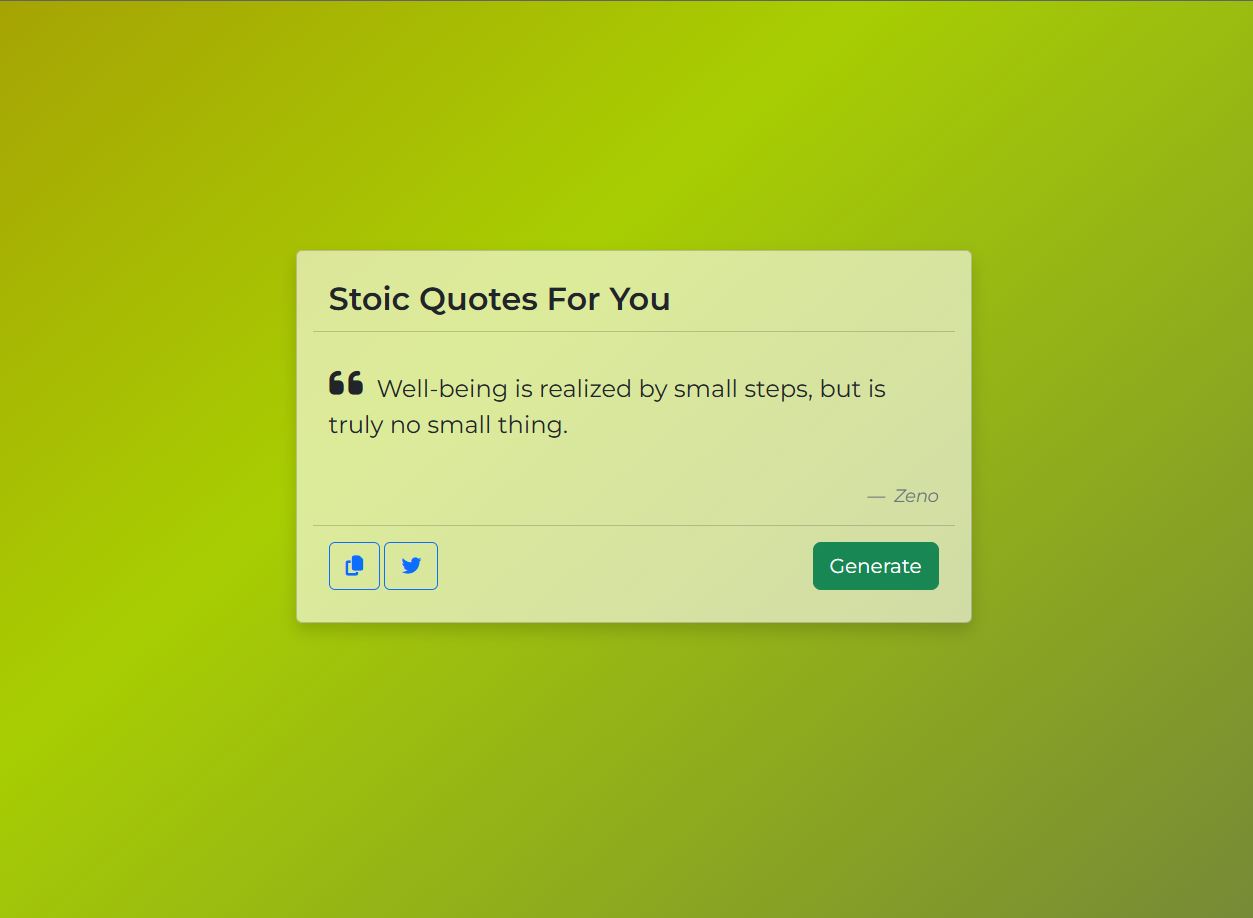 Stoic Quotes For You
“ Well-being is realized by small steps, but is
truly no small thing.
— Zeno
Generate